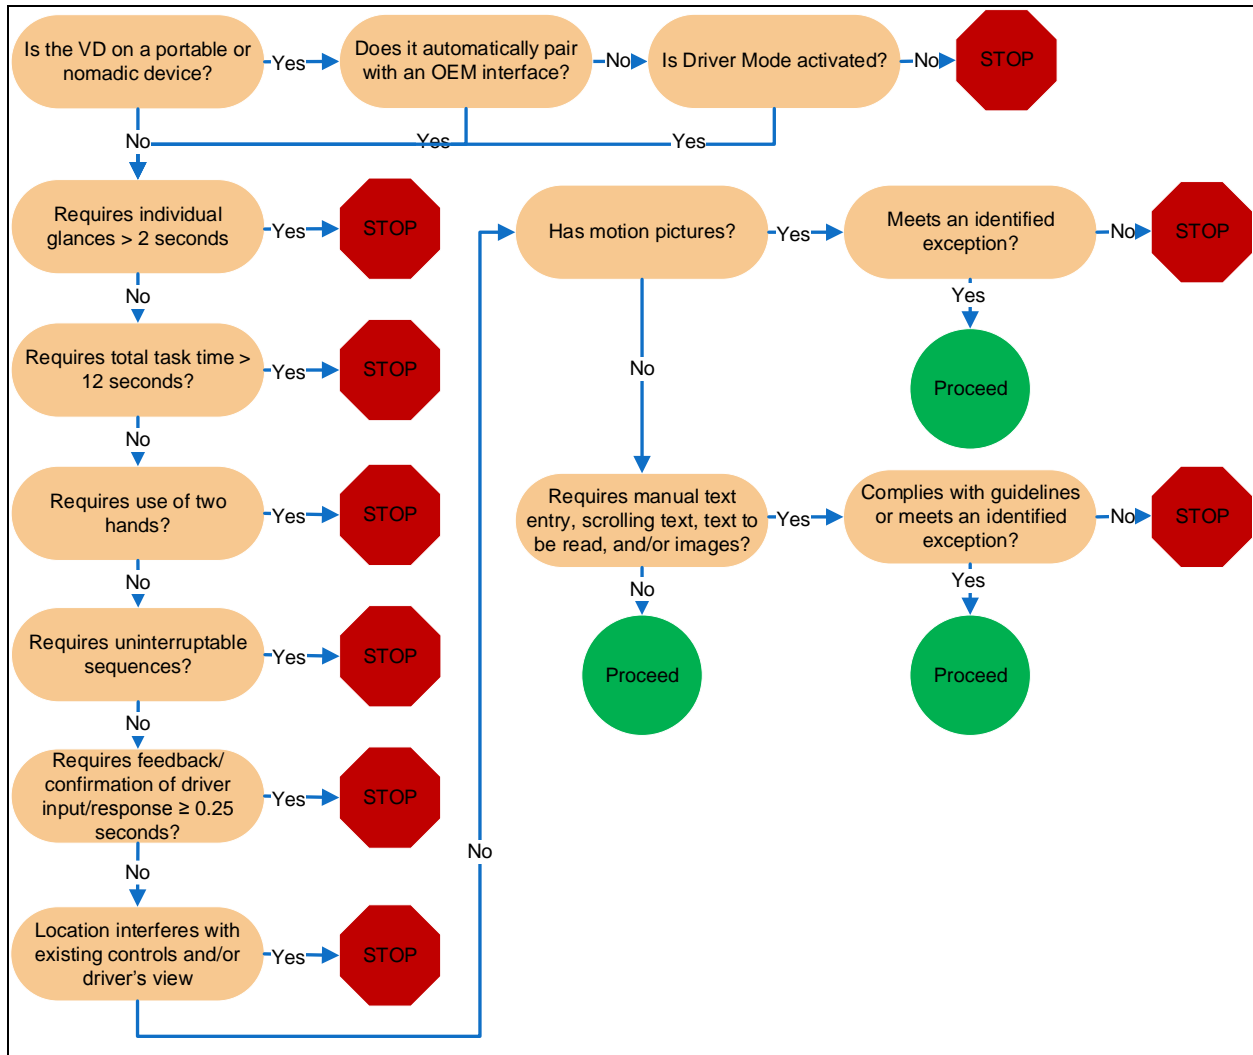 Is the VD on a portable or
nomadic device?
Yes
Does it automatically pair
with an OEM interface?
No
Is Driver Mode activated?
No
STOP
No
Yes
Yes
Requires individual
glances > 2 seconds
Yes
STOP
No
Requires total task time >
12 seconds?
Yes
STOP
No
Requires use of two
hands?
Yes
STOP
No
Requires uninterruptable
sequences?
Yes
STOP
No
Requires feedback/
confirmation of driver
input/response ≥ 0.25
seconds?
Yes
STOP
No
Location interferes with
existing controls and/or
driver's view
Yes
STOP
No
Has motion pictures?
Yes
Meets an identified
exception?
No
STOP
Yes
Proceed
No
Requires manual text
entry, scrolling text, text to
be read, and/or images?
Yes
Complies with guidelines
or meets an identified
exception?
No
STOP
No
Proceed
Yes
Proceed